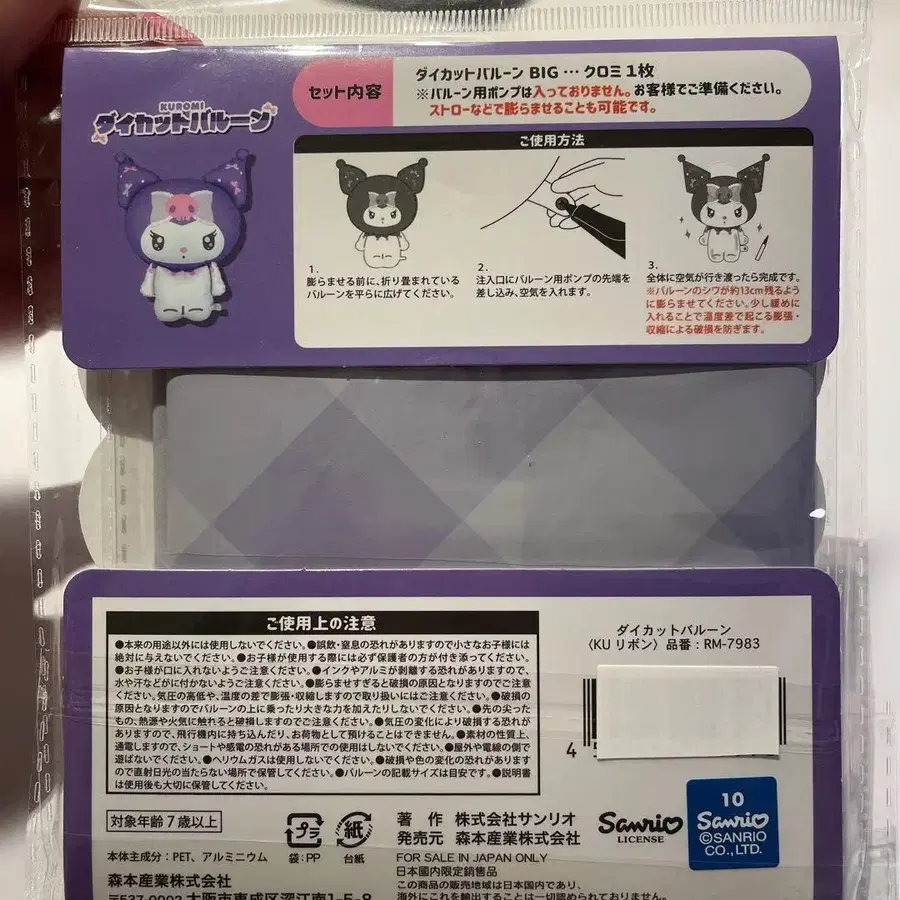 KUROMI
ダイカットバルーン
セット内容
ダイカットバルーン BIG … クロミ 1枚
※バルーン用ポンプは入っておりません。お客様でご準備ください。
ストローなどで膨らませることも可能です。
ご使用方法
1.
膨らませる前に、折り畳まれている
バルーンを平らに広げてください。
2.
注入口にバルーン用ポンプの先端を
差し込み、空気を入れます。
3.
全体に空気が行き渡ったら完成です。
※バルーンのシワが約13cm残るよう
に膨らませてください。少し緩めに
入れることで温度差で起こる膨張・
収縮による破損を防ぎます。
ご使用上の注意
●本来の用途以外には使用しないでください。●誤飲・窒息の恐れがありますので小さなお子様には
絶対に与えないでください。●お子様が使用する際には必ず保護者の方が付き添ってください。
●お子様が口に入れないようご注意ください。●インクやアルミが剥離する恐れがありますので、
水や汗などがに付かないようご注意ください。●膨らませすぎると破損の原因となりますのでご注意
ください。気圧の高低や、温度の差で膨張・収縮しますので取り扱いにはご注意ください。●破損の
原因となりますのでバルーンの上に乗ったり大きな力を加えたりしないでください。●先の尖った
もの、熱源や火気に触れると破損しますのでご注意ください。●気圧の変化により破損する恐れが
ありますので、飛行機内に持ち込んだり、お荷物として預けることはできません。●素材の性質上、
通電しますので、ショートや感電の恐れがある場所での使用はしないでください。●屋外や電線の側で
遊ばないでください。●ヘリウムガスは使用しないでください。●破損や色の変化の恐れがあります
ので直射日光の当たらない場所で保管してください。●バルーンの記載サイズは目安です。●説明書
は使用後も大切に保管してください。
ダイカットバルーン
〈KU リボン〉品番：RM-7983
4
対象年齢7歳以上
プラ
袋：PP
紙
台紙
著　作　株式会社サンリオ
発売元　森本産業株式会社
Sanrio
LICENSE
10
Sanrio
©SANRIO
CO.,LTD.
本体主成分：PET、アルミニウム
FOR SALE IN JAPAN ONLY
日本国内限定販売品
この商品の販売地域は日本国内であり、
海外にこれを輸出することは一切認められておりません。
森本産業株式会社
〒537-0002 大阪市東成区深江南1-5-8